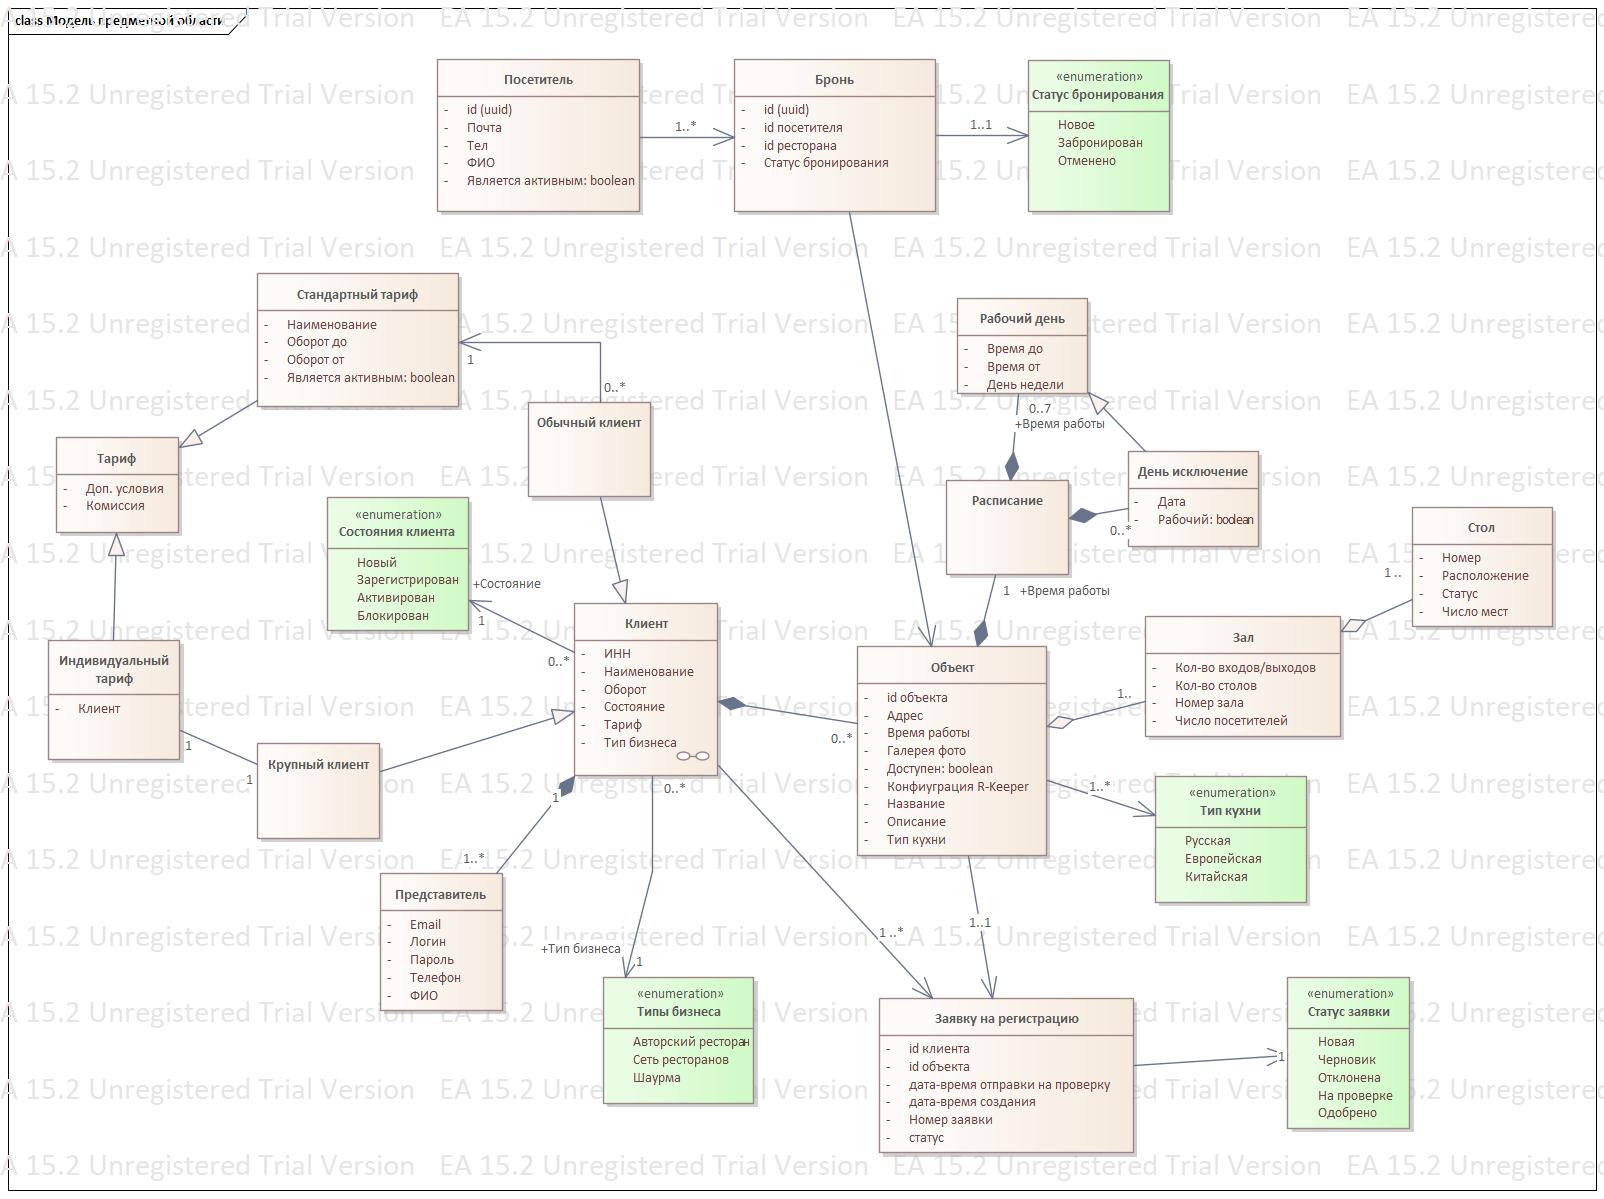 class Модель предметной области
Посетитель
- id (uuid)
- Почта
- Тел
- ФИО
- Является активным: boolean
1..*
Бронь
- id (uuid)
- id посетителя
- id ресторана
- Статус бронирования
1..1
«enumeration»
Статус бронирования
Новое
Забронирован
Отменено
Стандартный тариф
- Наименование
- Оборот до
- Оборот от
- Является активным: boolean
1
0..*
Обычный клиент
Тариф
- Доп. условия
- Комиссия
«enumeration»
Состояния клиента
Новый
Зарегистрирован
Активирован
Блокирован
+Состояние
1
0..*
Рабочий день
- Время до
- Время от
- День недели
0..7
+Время работы
Расписание
День исключение
- Дата
- Рабочий: boolean
0..*
1 +Время работы
Стол
- Номер
- Расположение
- Статус
- Число мест
1..
Зал
- Кол-во входов/выходов
- Кол-во столов
- Номер зала
- Число посетителей
1..
Индивидуальный
тариф
- Клиент
1
1
Крупный клиент
Клиент
- ИНН
- Наименование
- Оборот
- Состояние
- Тариф
- Тип бизнеса
0..*
Объект
- id объекта
- Адрес
- Время работы
- Галерея фото
- Доступен: boolean
- Конфиуграция R-Keeper
- Название
- Описание
- Тип кухни
1..*
«enumeration»
Тип кухни
Русская
Европейская
Китайская
1
0..*
1..*
Представитель
- Email
- Логин
- Пароль
- Телефон
- ФИО
+Тип бизнеса
1
«enumeration»
Типы бизнеса
Авторский ресторан
Сеть ресторанов
Шаурма
1..*
1..1
Заявку на регистрацию
- id клиента
- id объекта
- дата-время отправки на проверку
- дата-время создания
- Номер заявки
- статус
1
«enumeration»
Статус заявки
Новая
Черновик
Отклонена
На проверке
Одобрено
EA 15.2 Unregistered Trial Version